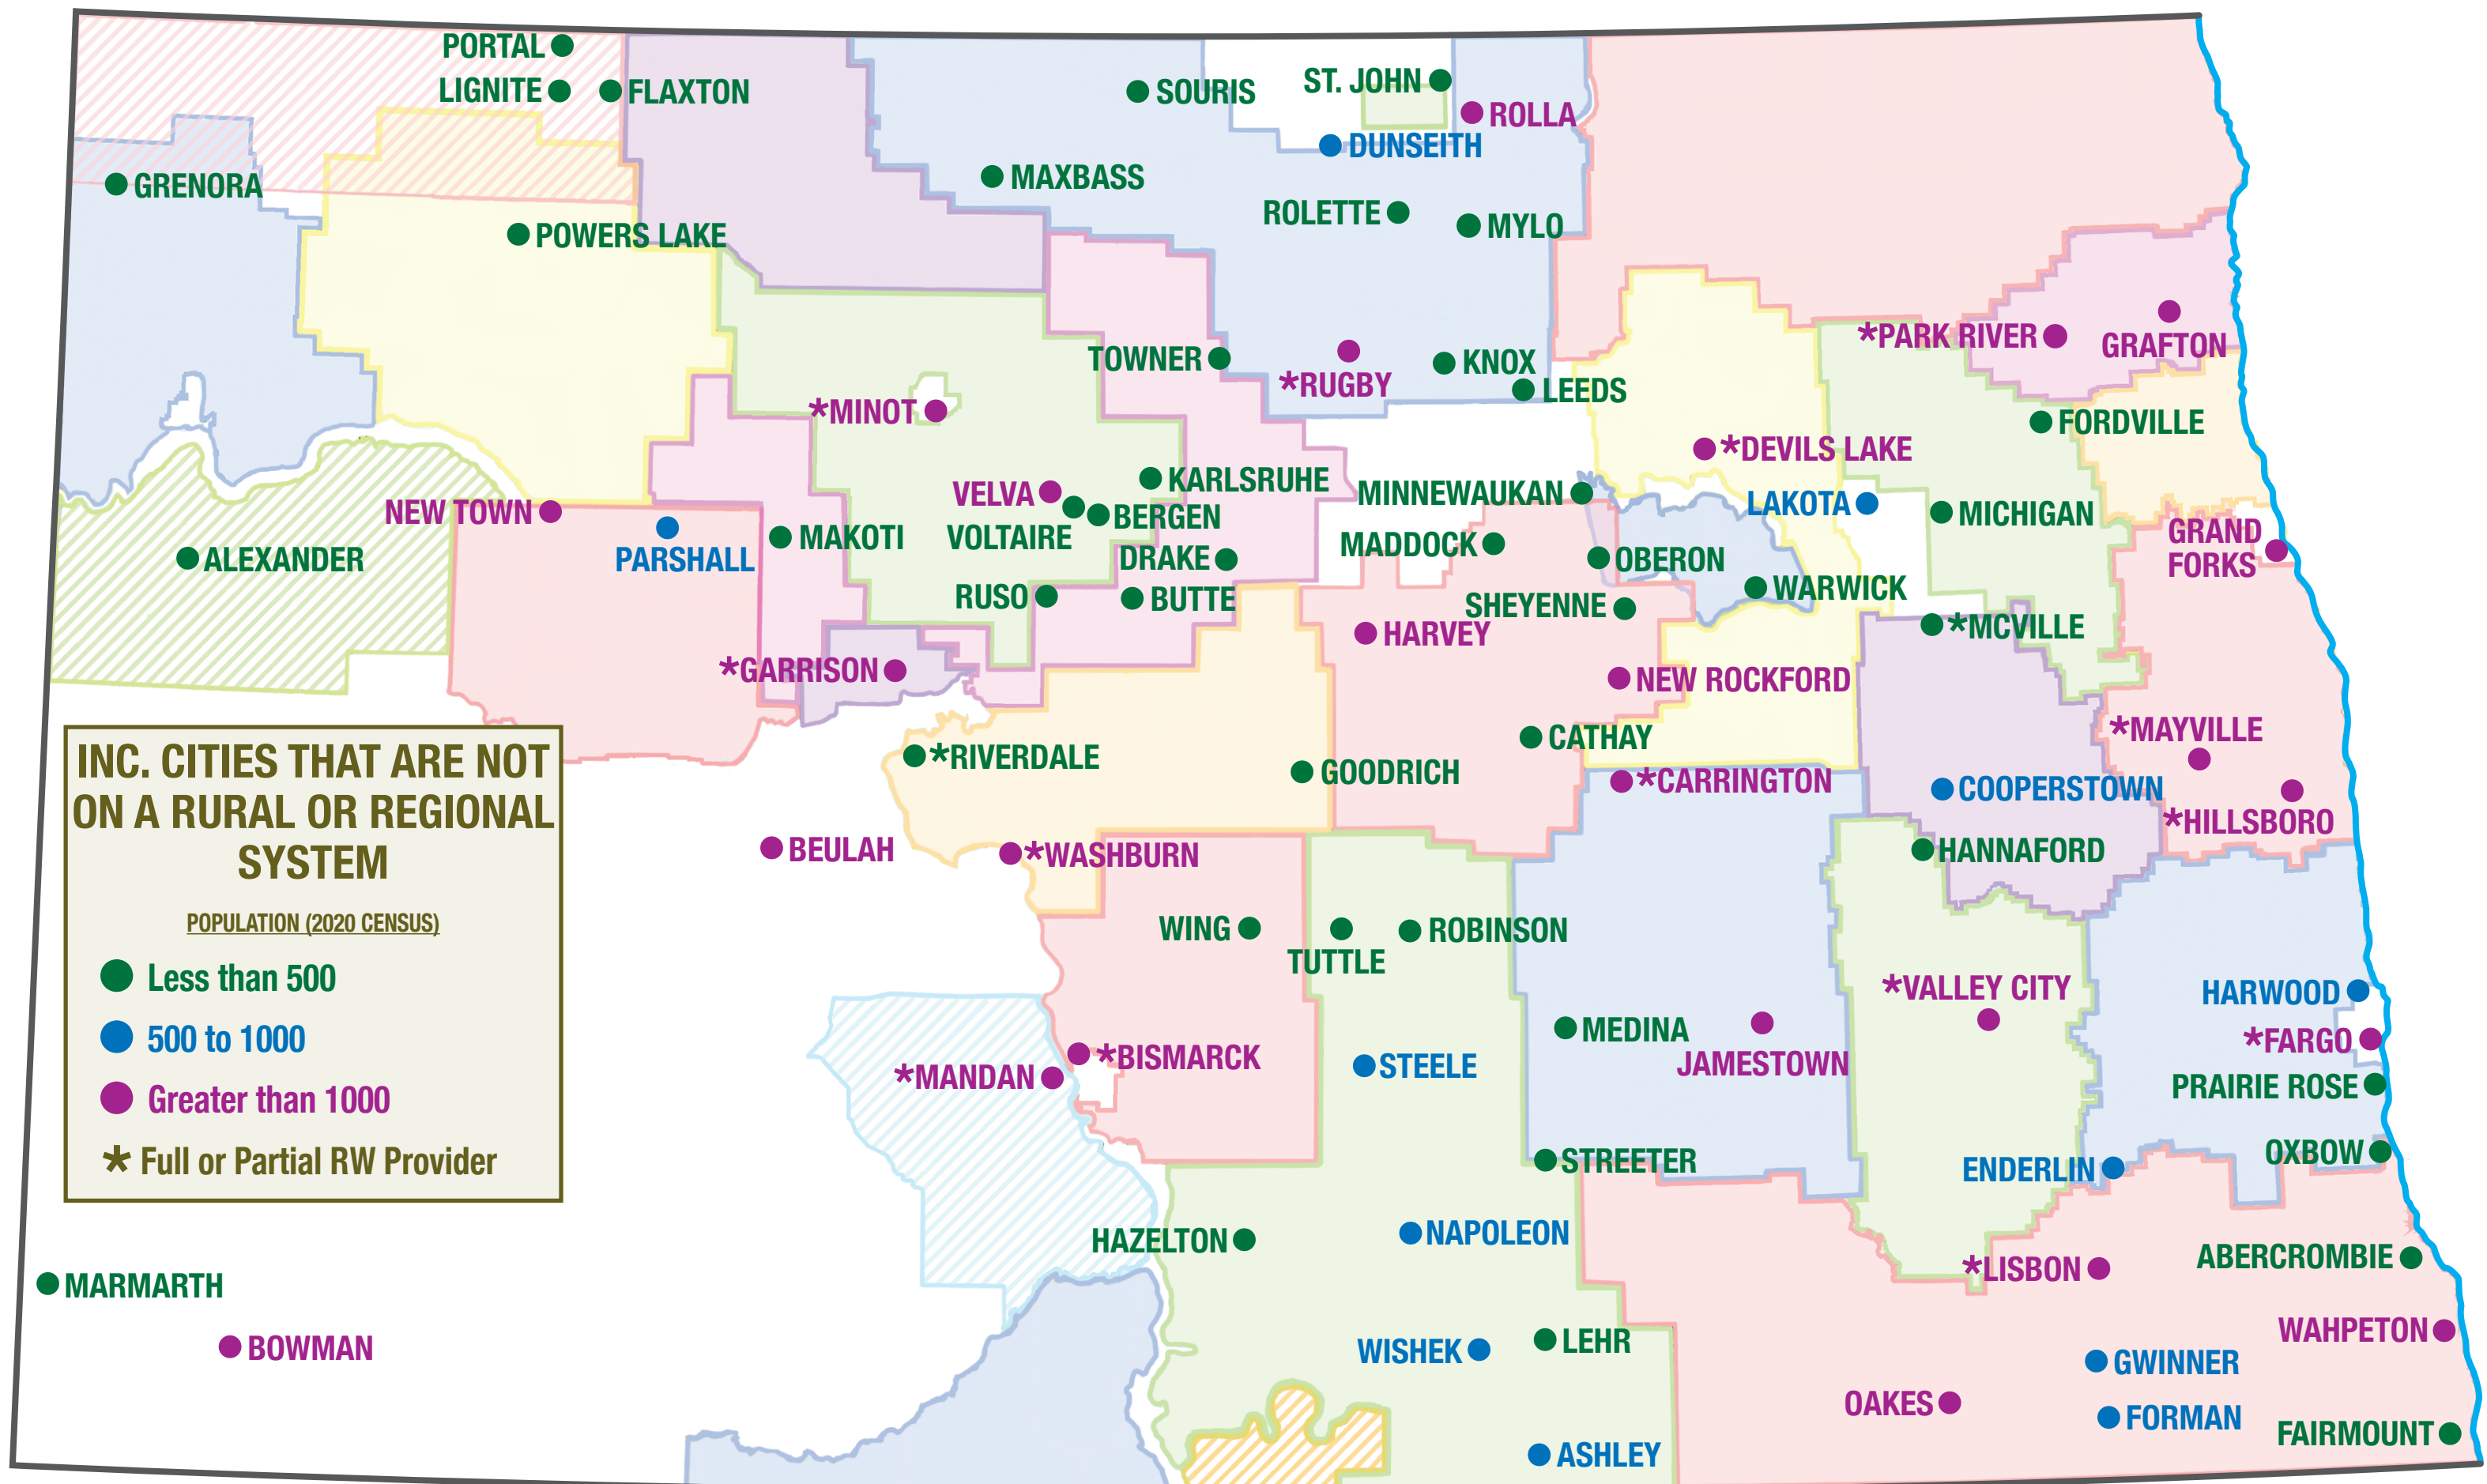 PORTAL
LIGNITE
FLAXTON
SOURIS
ST. JOHN
ROLLA
DUNSEITH
MAXBASS
GRENORA
ROLETTE
MYLO
POWERS LAKE
*PARK RIVER
GRAFTON
TOWNER
*RUGBY
KNOX
LEEDS
*MINOT
FORDVILLE
*DEVILS LAKE
KARLSRUHE
VELVA
MINNEWAUKAN
LAKOTA
NEW TOWN
MICHIGAN
BERGEN
GRAND
FORKS
MAKOTI
VOLTAIRE
MADDOCK
PARSHALL
ALEXANDER
DRAKE
OBERON
WARWICK
RUSO
BUTTE
SHEYENNE
*MCVILLE
HARVEY
*GARRISON
NEW ROCKFORD
*MAYVILLE
CATHAY
*RIVERDALE
GOODRICH
*CARRINGTON
COOPERSTOWN
*HILLSBORO
BEULAH
*WASHBURN
HANNAFORD
INC. CITIES THAT ARE NOT
ON A RURAL OR REGIONAL
SYSTEM
POPULATION (2020 CENSUS)
Less than 500
500 to 1000
Greater than 1000
* Full or Partial RW Provider
WING
TUTTLE
ROBINSON
*VALLEY CITY
HARWOOD
MEDINA
JAMESTOWN
*FARGO
*BISMARCK
*MANDAN
STEELE
PRAIRIE ROSE
STREETER
OXBOW
ENDERLIN
HAZELTON
NAPOLEON
ABERCROMBIE
*LISBON
MARMARTH
BOWMAN
WISHEK
LEHR
WAHPETON
GWINNER
OAKES
FORMAN
FAIRMOUNT
ASHLEY